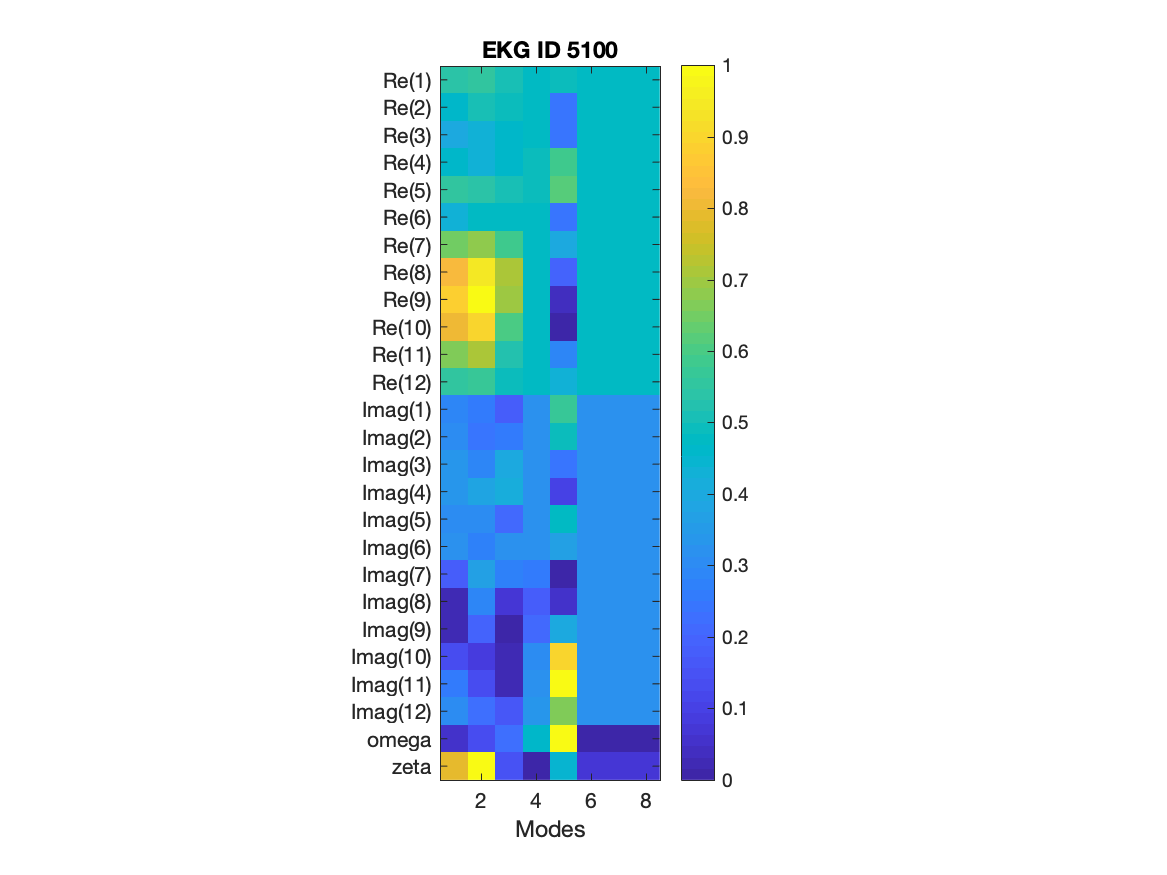 EKG ID 5100
Re(1)
Re(2)
Re(3)
Re(4)
Re(5)
Re(6)
Re(7)
Re(8)
Re(9)
Re(10)
Re(11)
Re(12)
Imag(1)
Imag(2)
Imag(3)
Imag(4)
Imag(5)
Imag(6)
Imag(7)
Imag(8)
Imag(9)
Imag(10)
Imag(11)
Imag(12)
omega
zeta
2 4 6 8
Modes
1
0.9
0.8
0.7
0.6
0.5
0.4
0.3
0.2
0.1
0